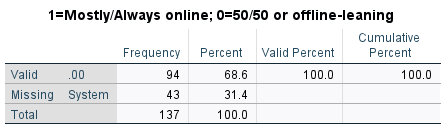 1=Mostly/Always online; 0=50/50 or offline-leaning
Frequency Percent Valid Percent Cumulative Percent
Valid .00 94 68.6 100.0 100.0
Missing System 43 31.4
Total 137 100.0